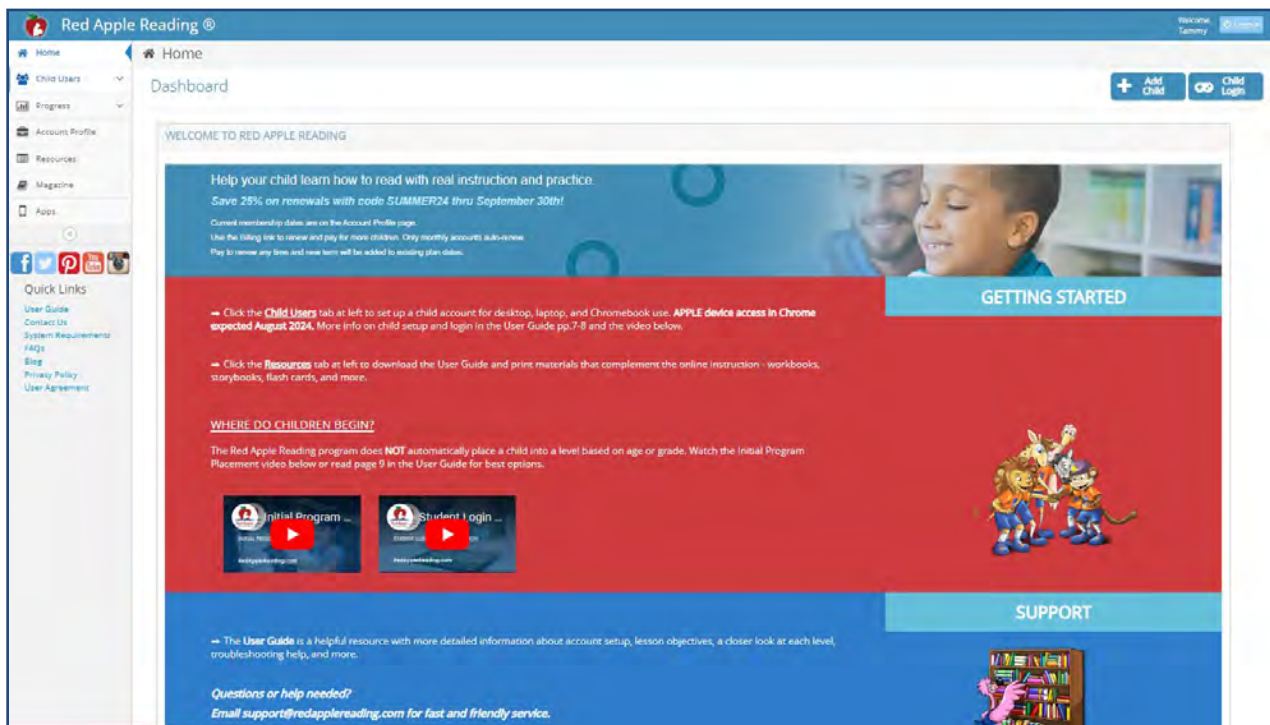 Red Apple Reading ®
Welcome,
Tammy
Home
Child Users
Progress
Account Profile
Resources
Magazine
Apps
Quick Links
User Guide
Contact Us
System Requirements
FAQs
Blog
Privacy Policy
User Agreement
Home
Dashboard
Add
Child
Child
Login
WELCOME TO RED APPLE READING
Help your child learn how to read with real instruction and practice.
Save 25% on renewals with code SUMMER24 thru September 30th!
Current membership dates are on the Account Profile page.
Use the Billing link to renew and pay for more children. Only monthly accounts auto-renew.
Pay to renew any time and new term will be added to existing plan dates.
GETTING STARTED
→ Click the Child Users tab at left to set up a child account for desktop, laptop, and Chromebook use. APPLE device access in Chrome
expected August 2024. More info on child setup and login in the User Guide pp.7-8 and the video below.
→ Click the Resources tab at left to download the User Guide and print materials that complement the online instruction - workbooks,
storybooks, flash cards, and more.
WHERE DO CHILDREN BEGIN?
The Red Apple Reading program does NOT automatically place a child into a level based on age or grade. Watch the Initial Program
Placement video below or read page 9 in the User Guide for best options.
Initial Program ...
RedAppleReading.com
Student Login ...
RedAppleReading.com
SUPPORT
→ The User Guide is a helpful resource with more detailed information about account setup, lesson objectives, a closer look at each level,
troubleshooting help, and more.
Questions or help needed?
Email support@redapplereading.com for fast and friendly service.